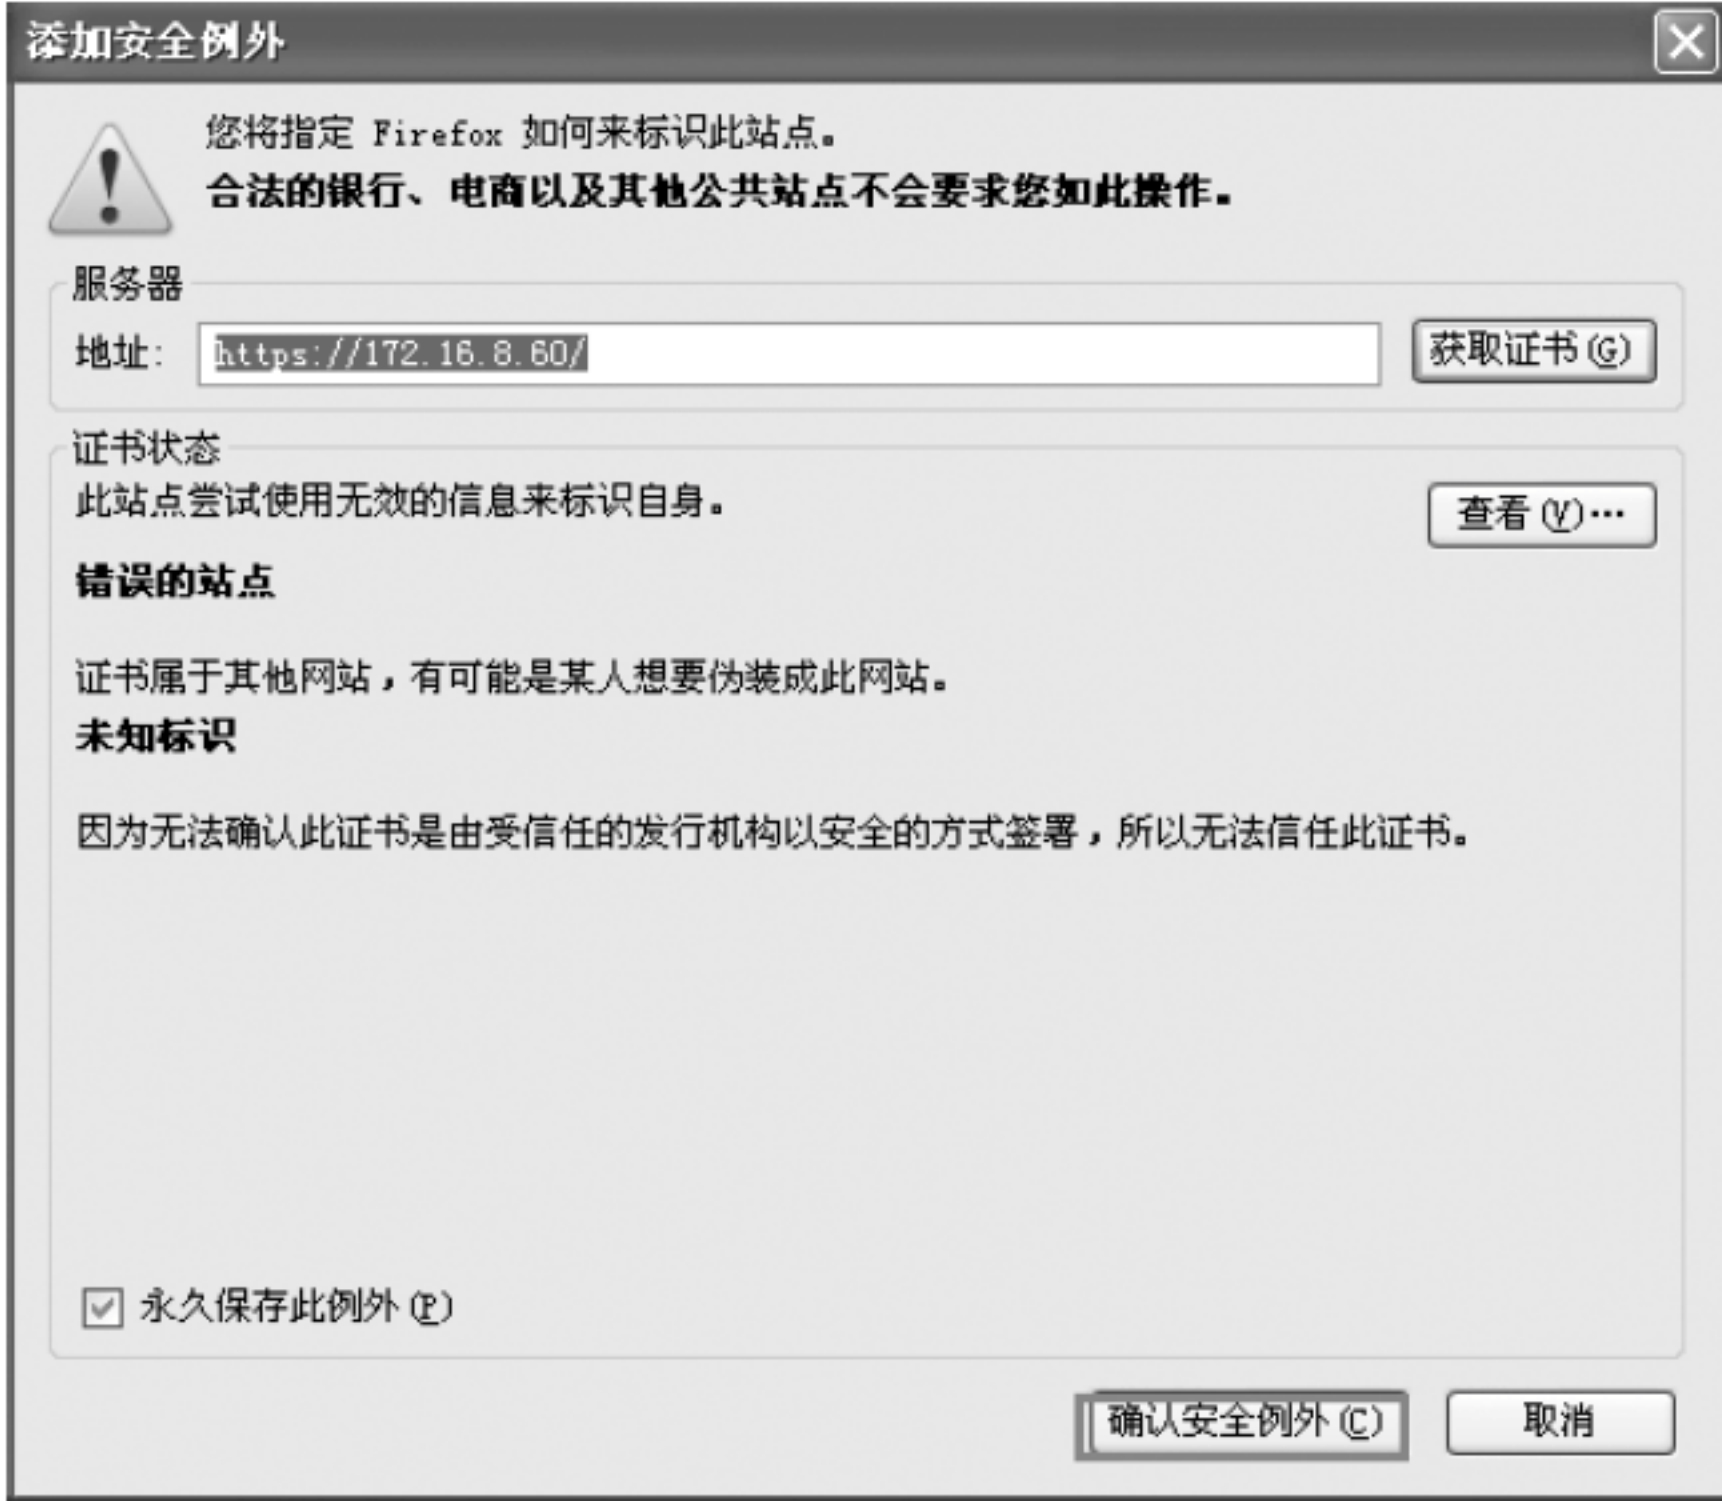 添加安全例外
您将指定 Firefox 如何来标识此站点。
合法的银行、电商以及其他公共站点不会要求您如此操作。
服务器
地址: https://172.16.8.60/ 获取证书(G)
证书状态
此站点尝试使用无效的信息来标识自身。 查看(V)…
错误的站点
证书属于其他网站，有可能是某人想要伪装成此网站。
未知标识
因为无法确认此证书是由受信任的发行机构以安全的方式签署，所以无法信任此证书。
永久保存此例外(P)
确认安全例外(C) 取消